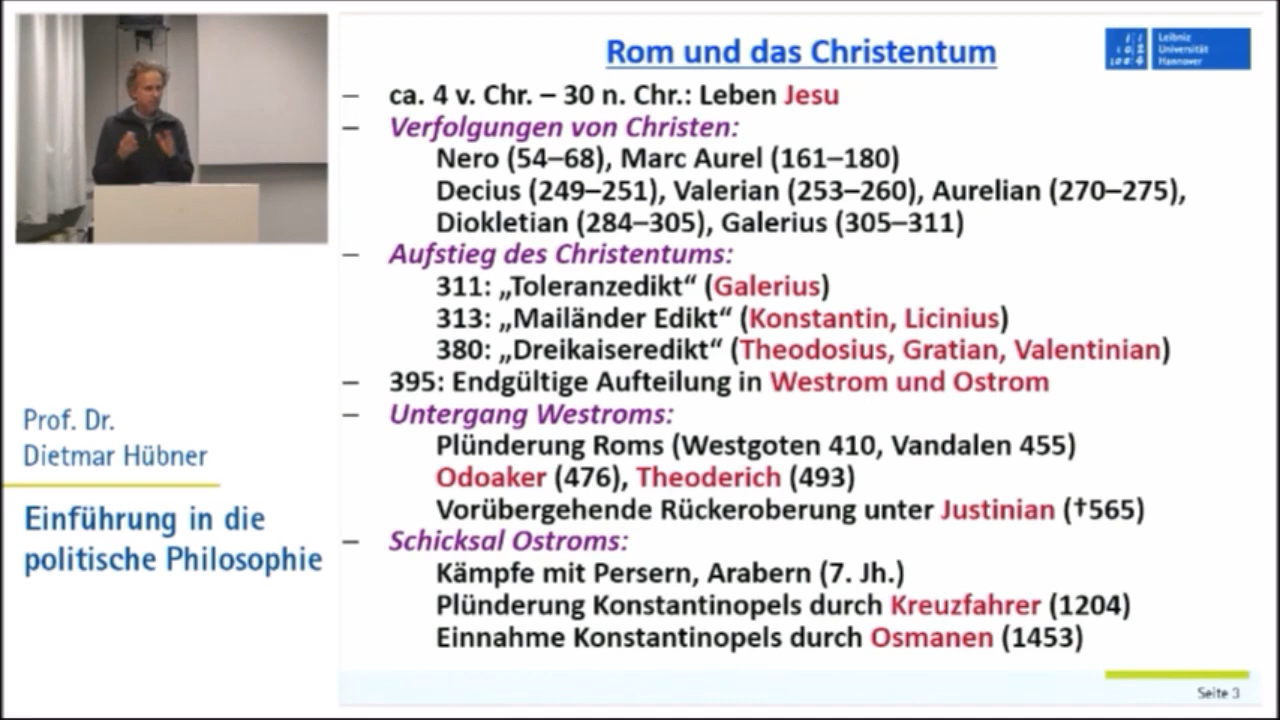 Rom und das Christentum
Leibniz
Universität
Hannover
– ca. 4 v. Chr. – 30 n. Chr.: Leben Jesu
– Verfolgungen von Christen:
Nero (54–68), Marc Aurel (161–180)
Decius (249–251), Valerian (253–260), Aurelian (270–275),
Diokletian (284–305), Galerius (305–311)
– Aufstieg des Christentums:
311: „Toleranzedikt“ (Galerius)
313: „Mailänder Edikt“ (Konstantin, Licinius)
380: „Dreikaiseredikt“ (Theodosius, Gratian, Valentinian)
– 395: Endgültige Aufteilung in Westrom und Ostrom
– Untergang Westroms:
Plünderung Roms (Westgoten 410, Vandalen 455)
Odoaker (476), Theoderich (493)
Vorübergehende Rückeroberung unter Justinian (†565)
– Schicksal Ostroms:
Kämpfe mit Persern, Arabern (7. Jh.)
Plünderung Konstantinopels durch Kreuzfahrer (1204)
Einnahme Konstantinopels durch Osmanen (1453)
Prof. Dr.
Dietmar Hübner
Einführung in die
politische Philosophie
Seite 3